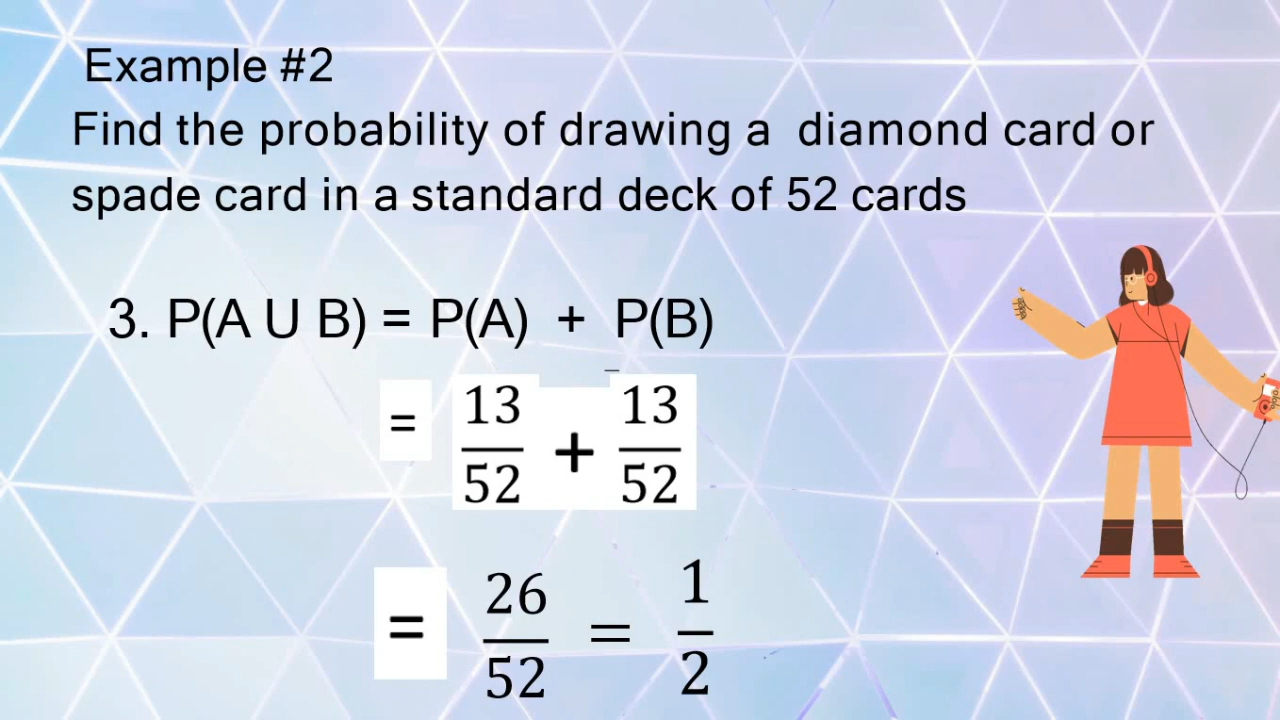 Example #2
Find the probability of drawing a diamond card or
spade card in a standard deck of 52 cards
3. P(A U B) = P(A) + P(B)
= 13/52 + 13/52
= 26/52 = 1/2